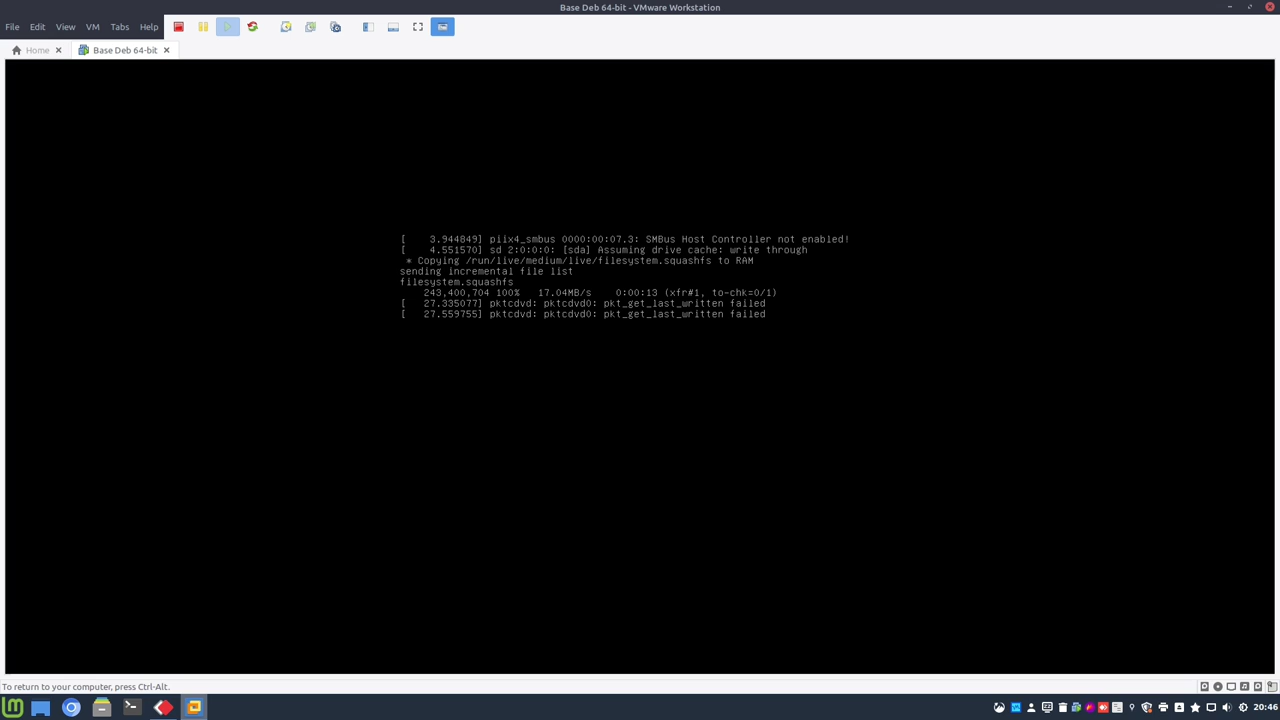 Base Deb 64-bit - VMware Workstation
File Edit View VM Tabs Help
Home Base Deb 64-bit
[    3.944849] piix4_smbus 0000:00:07.3: SMBus Host Controller not enabled!
[    4.551570] sd 2:0:0:0: [sda] Assuming drive cache: write through
 * Copying /run/live/medium/live/filesystem.squashfs to RAM
sending incremental file list
filesystem.squashfs
    243,400,704 100%   17.04MB/s    0:00:13 (xfr#1, to-chk=0/1)
[   27.335077] pktcdvd: pktcdvd0: pkt_get_last_written failed
[   27.559755] pktcdvd: pktcdvd0: pkt_get_last_written failed
To return to your computer, press Ctrl-Alt.
20:46